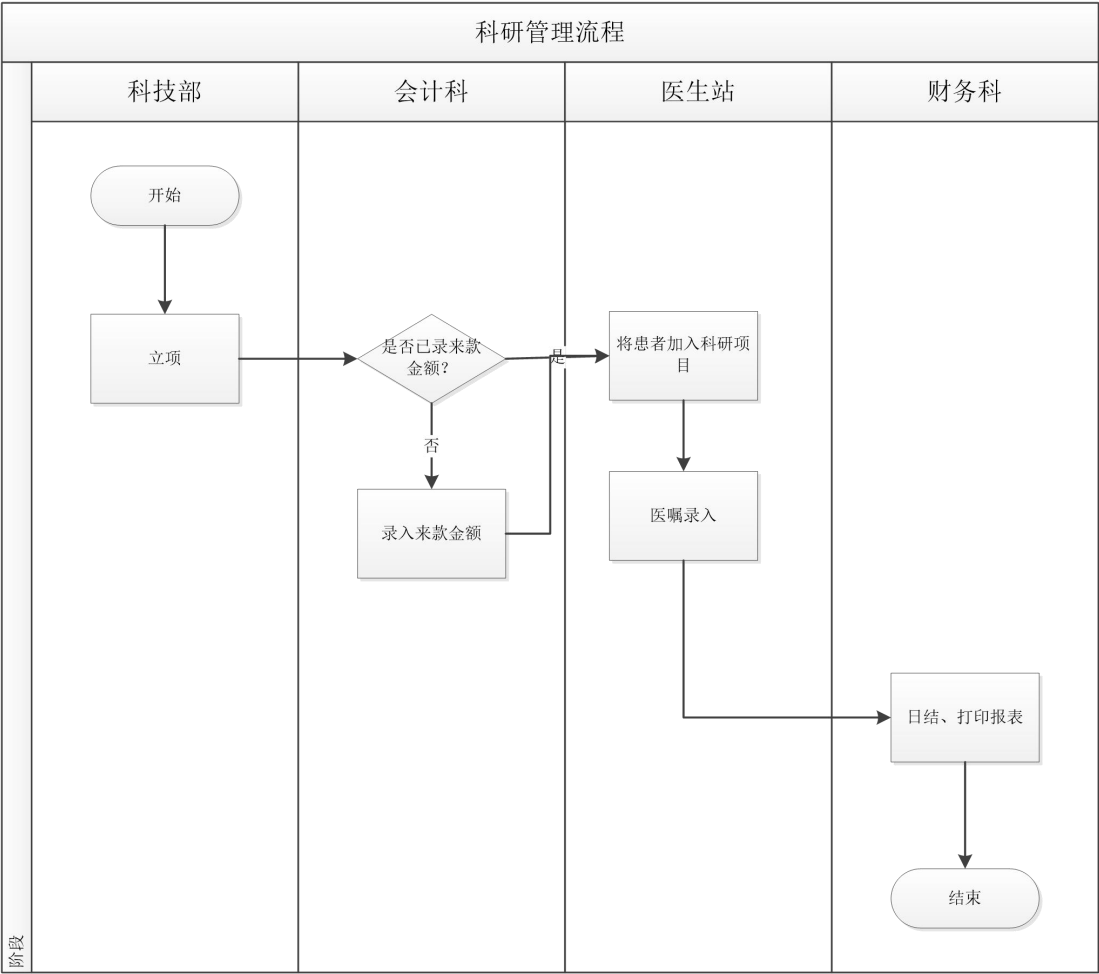 科研管理流程
科技部
会计科
医生站
财务科
开始
立项
是否已录来款
金额？
是
将患者加入科研项
目
否
录入来款金额
医嘱录入
日结、打印报表
结束
阶段